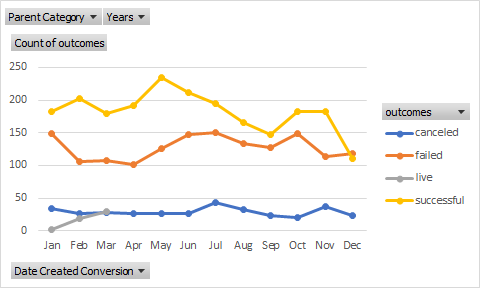 Parent Category Years
Count of outcomes
250
200
150
100
50
0
Jan Feb Mar Apr May Jun Jul Aug Sep Oct Nov Dec
outcomes
canceled
failed
live
successful
Date Created Conversion